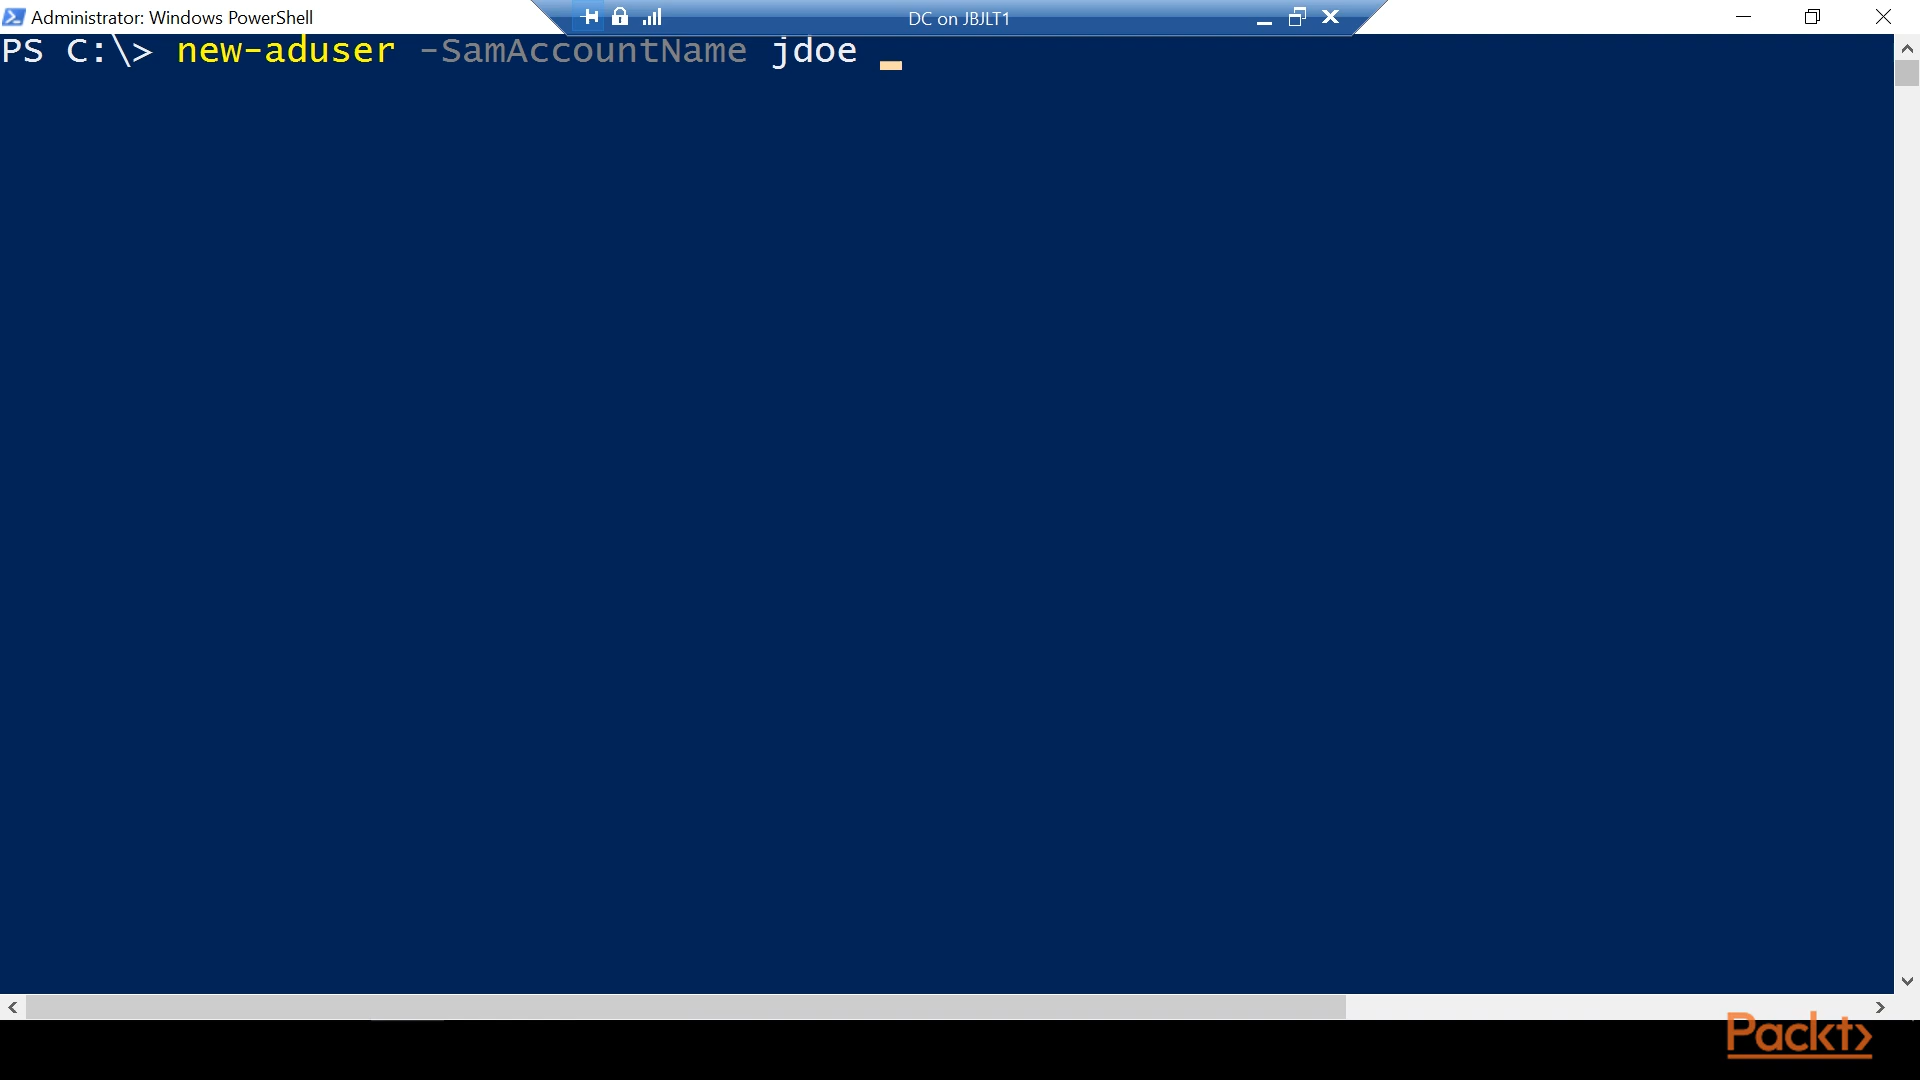 Administrator: Windows PowerShell
DC on JBJLT1
PS C:\> new-aduser -SamAccountName jdoe
Packt>